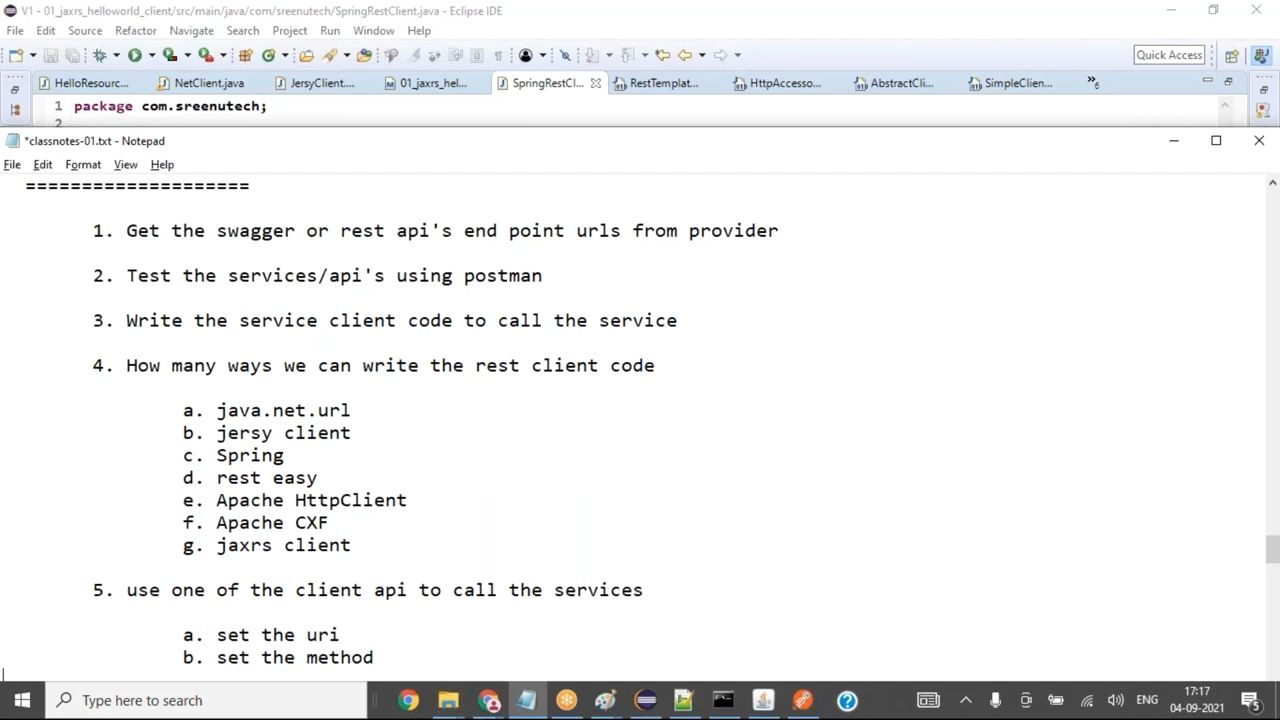 V1 - 01_jaxrs_helloworld_client/src/main/java/com/sreenutech/SpringRestClient.java - Eclipse IDE
File Edit Source Refactor Navigate Search Project Run Window Help
Quick Access
HelloResourc... NetClient.java JersyClient.... 01_jaxrs_hel... SpringRestCl... RestTemplat... HttpAccesso... AbstractCli... SimpleClien... »6
1 package com.sreenutech;
2
*classnotes-01.txt - Notepad
File Edit Format View Help
====================
1. Get the swagger or rest api's end point urls from provider
2. Test the services/api's using postman
3. Write the service client code to call the service
4. How many ways we can write the rest client code
a. java.net.url
b. jersy client
c. Spring
d. rest easy
e. Apache HttpClient
f. Apache CXF
g. jaxrs client
5. use one of the client api to call the services
a. set the uri
b. set the method
Type here to search
ENG
17:17
04-09-2021
5